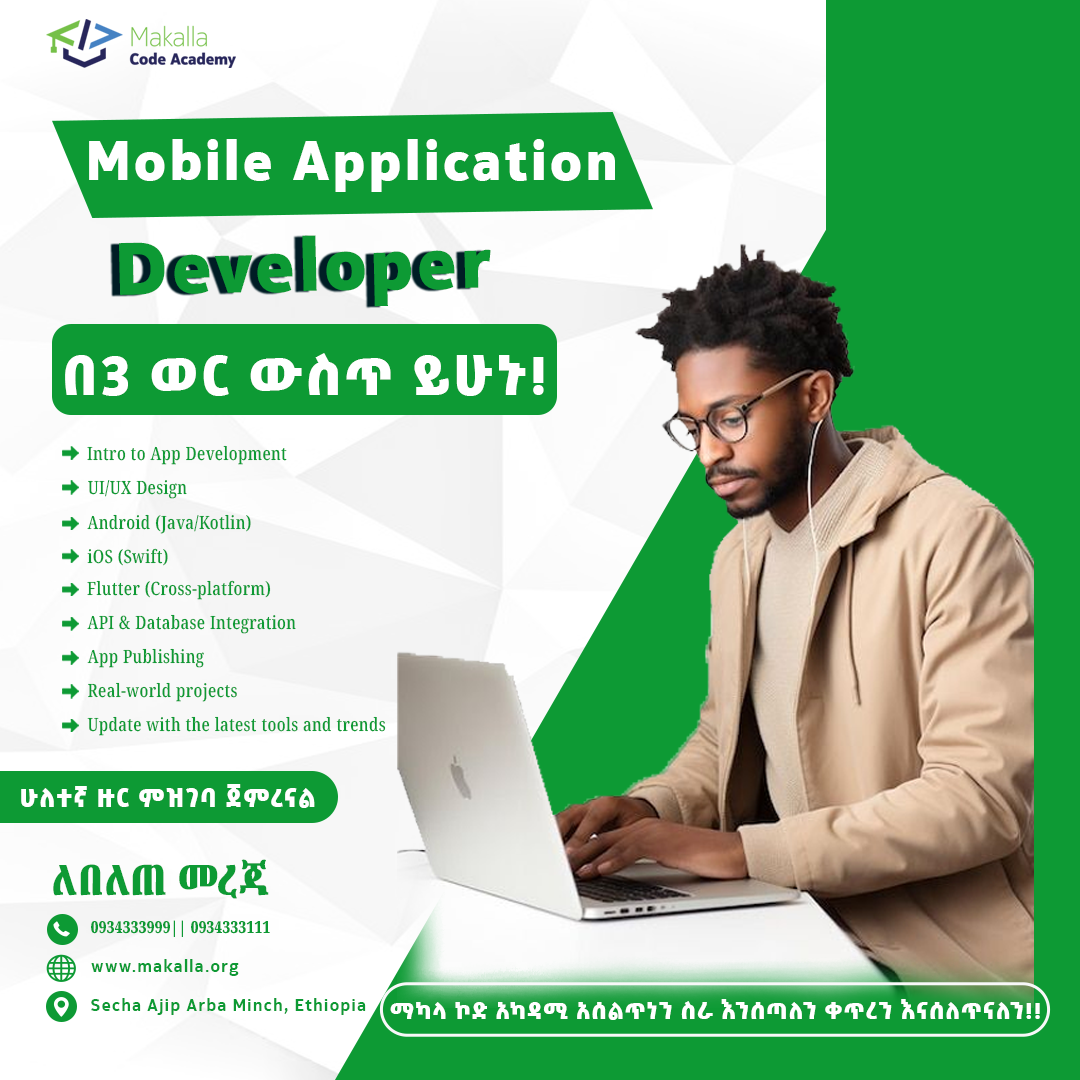 Makalla
Code Academy
Mobile Application
Developer
በ3 ወር ውስጥ ይሁኑ!
Intro to App Development
UI/UX Design
Android (Java/Kotlin)
iOS (Swift)
Flutter (Cross-platform)
API & Database Integration
App Publishing
Real-world projects
Update with the latest tools and trends
ሁለተኛ ዙር ምዝገባ ጀምረናል
ለበለጠ መረጃ
0934333999|| 0934333111
www.makalla.org
Secha Ajip Arba Minch, Ethiopia
ማካላ ኮድ አካዳሚ አሰልጥነን ስራ እንሰጣለን ቀጥረን እናሰለጥናለን!!